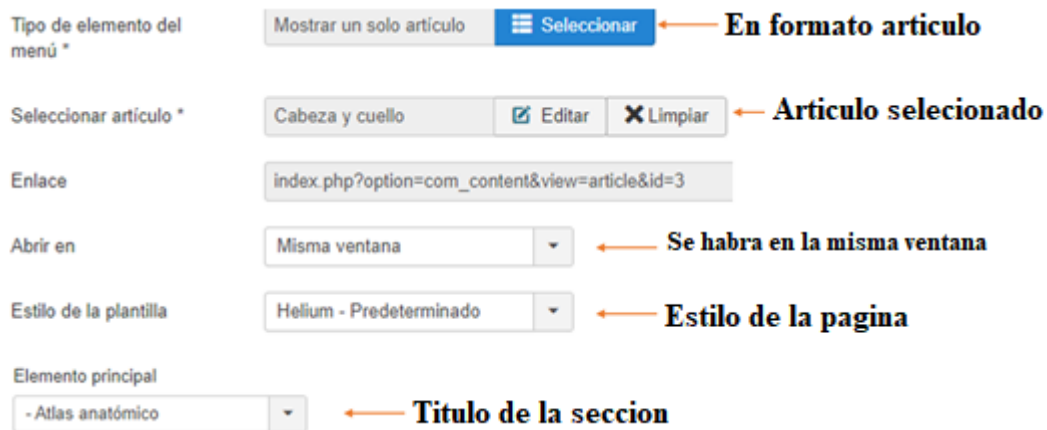 Tipo de elemento del menú *
Mostrar un solo artículo Seleccionar En formato articulo
Seleccionar artículo * Cabeza y cuello Editar Limpiar Articulo selecionado
Enlace index.php?option=com_content&view=article&id=3
Abrir en Misma ventana Se habra en la misma ventana
Estilo de la plantilla Helium - Predeterminado Estilo de la pagina
Elemento principal
- Atlas anatómico Titulo de la seccion